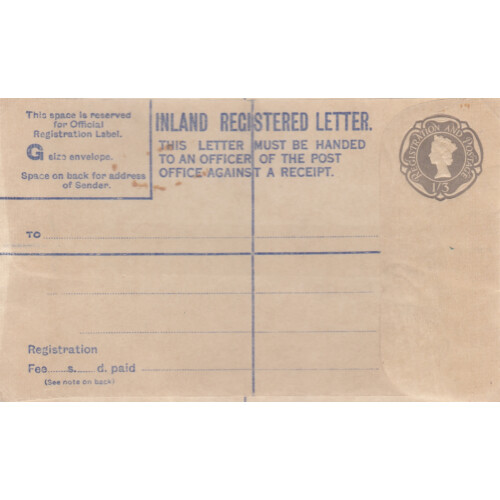 This space is reserved
for Official
Registration Label.
G size envelope.
Space on back for address
of Sender.
INLAND REGISTERED LETTER.
THIS LETTER MUST BE HANDED
TO AN OFFICER OF THE POST
OFFICE AGAINST A RECEIPT.
REGISTRATION AND POSTAGE
1/3
TO
Registration
Fee......s.......d. paid
(See note on back)